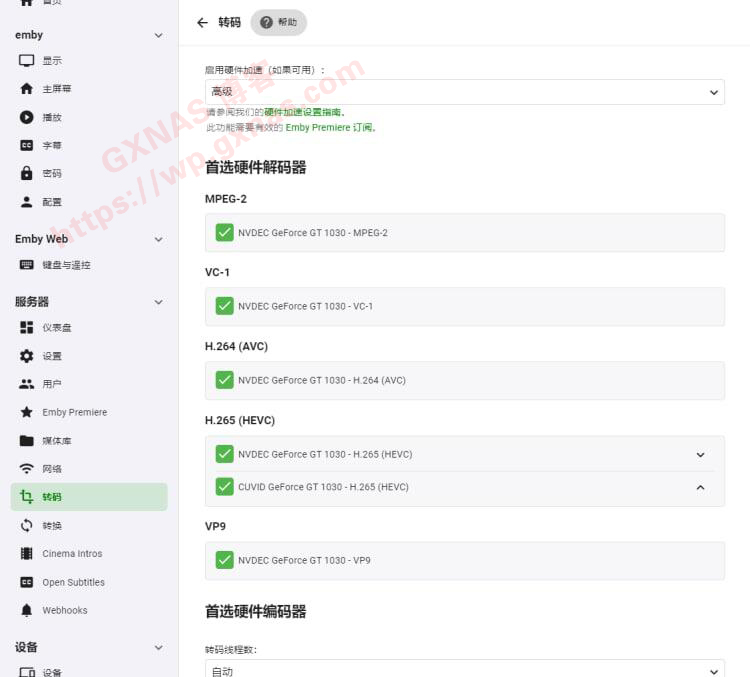 首页
emby
显示
主屏幕
播放
字幕
密码
配置
Emby Web
键盘与遥控
服务器
仪表盘
设置
用户
Emby Premiere
媒体库
网络
转码
转换
Cinema Intros
Open Subtitles
Webhooks
设备
设备
转码
帮助
启用硬件加速（如果可用）：
高级
请参阅我们的硬件加速设置指南。
此功能需要有效的 Emby Premiere 订阅。
首选硬件解码器
MPEG-2
NVDEC GeForce GT 1030 - MPEG-2
VC-1
NVDEC GeForce GT 1030 - VC-1
H.264 (AVC)
NVDEC GeForce GT 1030 - H.264 (AVC)
H.265 (HEVC)
NVDEC GeForce GT 1030 - H.265 (HEVC)
CUVID GeForce GT 1030 - H.265 (HEVC)
VP9
NVDEC GeForce GT 1030 - VP9
首选硬件编码器
转码线程数：
自动
GXNAS 博客
https://wp.gxnas.com